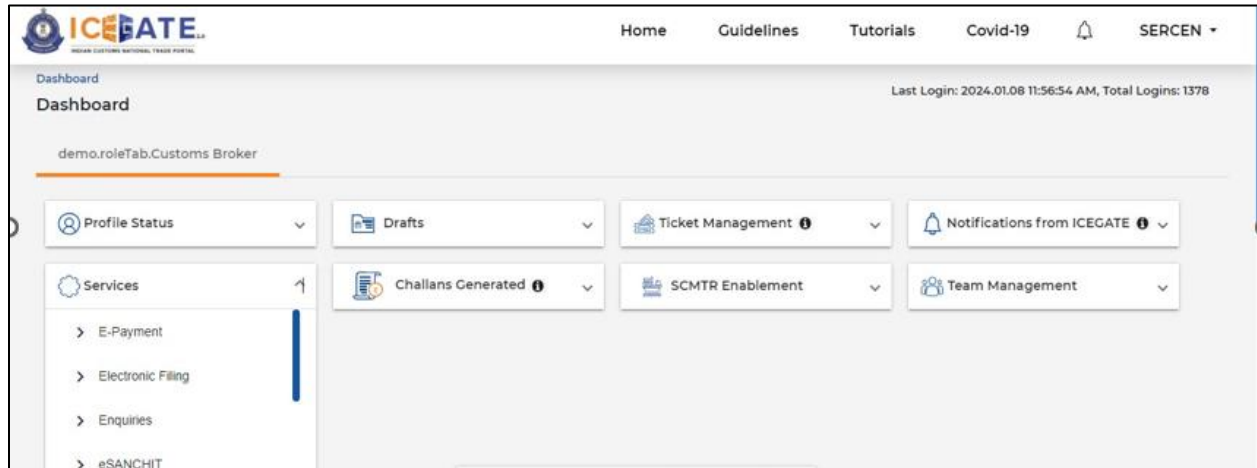 ICEGATE
INDIAN CUSTOMS NATIONAL TRADE PORTAL
Home Guidelines Tutorials Covid-19 SERCEN
Dashboard
Last Login: 2024.01.08 11:56:54 AM, Total Logins: 1378
Dashboard
demo.roleTab.Customs Broker
Profile Status Drafts Ticket Management Notifications from ICEGATE
Services Challans Generated SCMTR Enablement Team Management
E-Payment
Electronic Filing
Enquiries
eSANCHIT